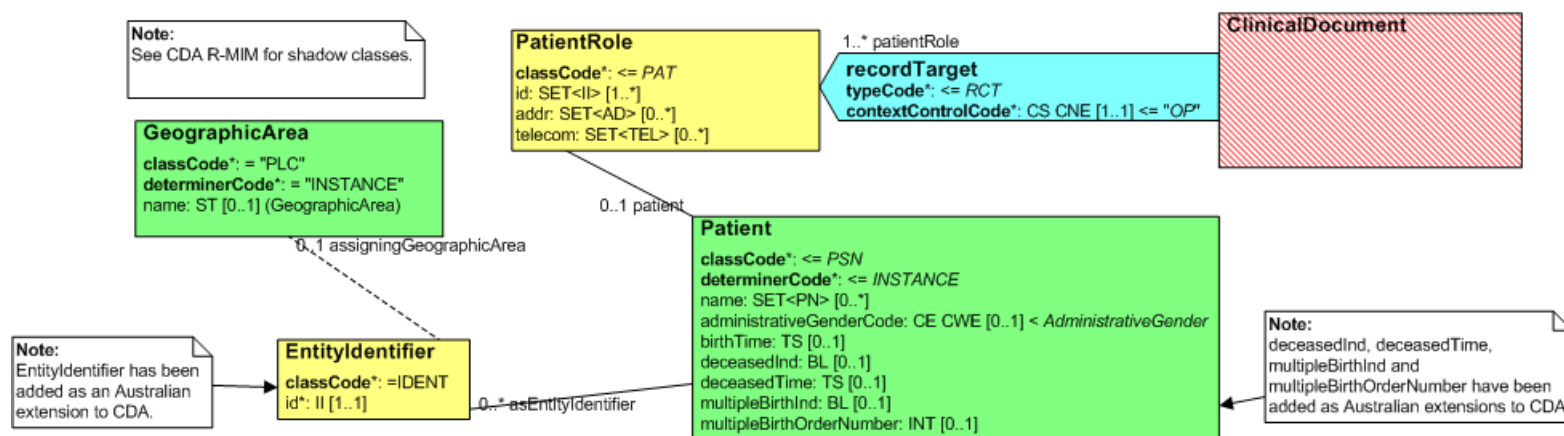 Note:
See CDA R-MIM for shadow classes.
PatientRole
classCode*: <= PAT
id: SET<II> [1..*]
addr: SET<AD> [0..*]
telecom: SET<TEL> [0..*]
1..* patientRole
recordTarget
typeCode*: <= RCT
contextControlCode*: CS CNE [1..1] <= "OP"
ClinicalDocument
GeographicArea
classCode*: = "PLC"
determinerCode*: = "INSTANCE"
name: ST [0..1] (GeographicArea)
0..1 patient
0..1 assigningGeographicArea
Patient
classCode*: <= PSN
determinerCode*: <= INSTANCE
name: SET<PN> [0..*]
administrativeGenderCode: CE CWE [0..1] < AdministrativeGender
birthTime: TS [0..1]
deceasedInd: BL [0..1]
deceasedTime: TS [0..1]
multipleBirthInd: BL [0..1]
multipleBirthOrderNumber: INT [0..1]
Note:
EntityIdentifier has been
added as an Australian
extension to CDA.
EntityIdentifier
classCode*: =IDENT
id*: II [1..1]
0..* asEntityIdentifier
Note:
deceasedInd, deceasedTime,
multipleBirthInd and
multipleBirthOrderNumber have been
added as Australian extensions to CDA